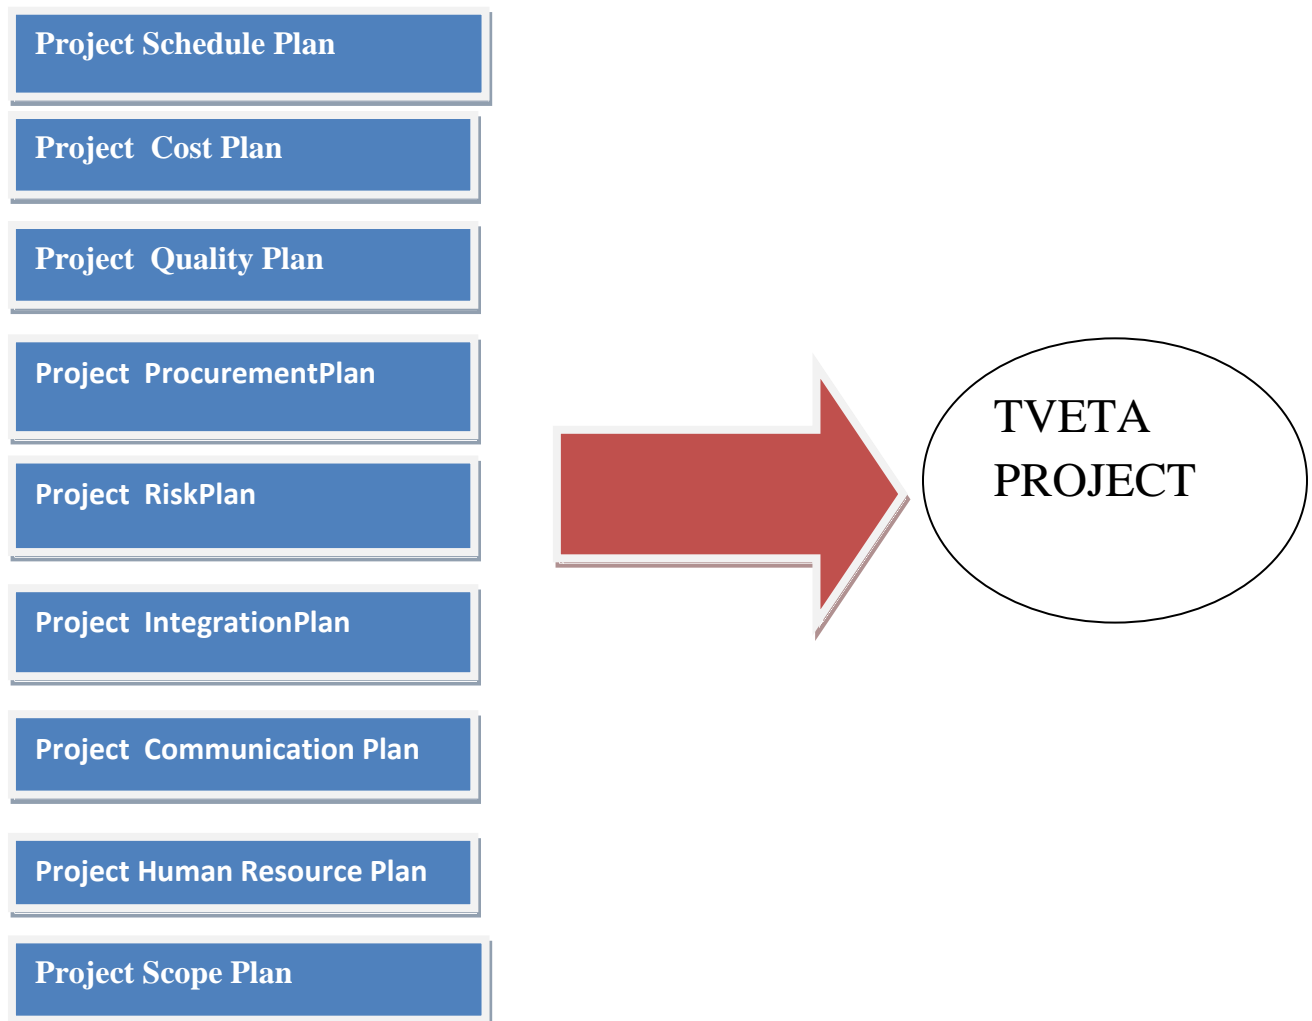 Project Schedule Plan
Project  Cost Plan
Project  Quality Plan
Project  ProcurementPlan
Project  RiskPlan
Project  IntegrationPlan
Project  Communication Plan
Project Human Resource Plan
Project Scope Plan
TVETA
PROJECT